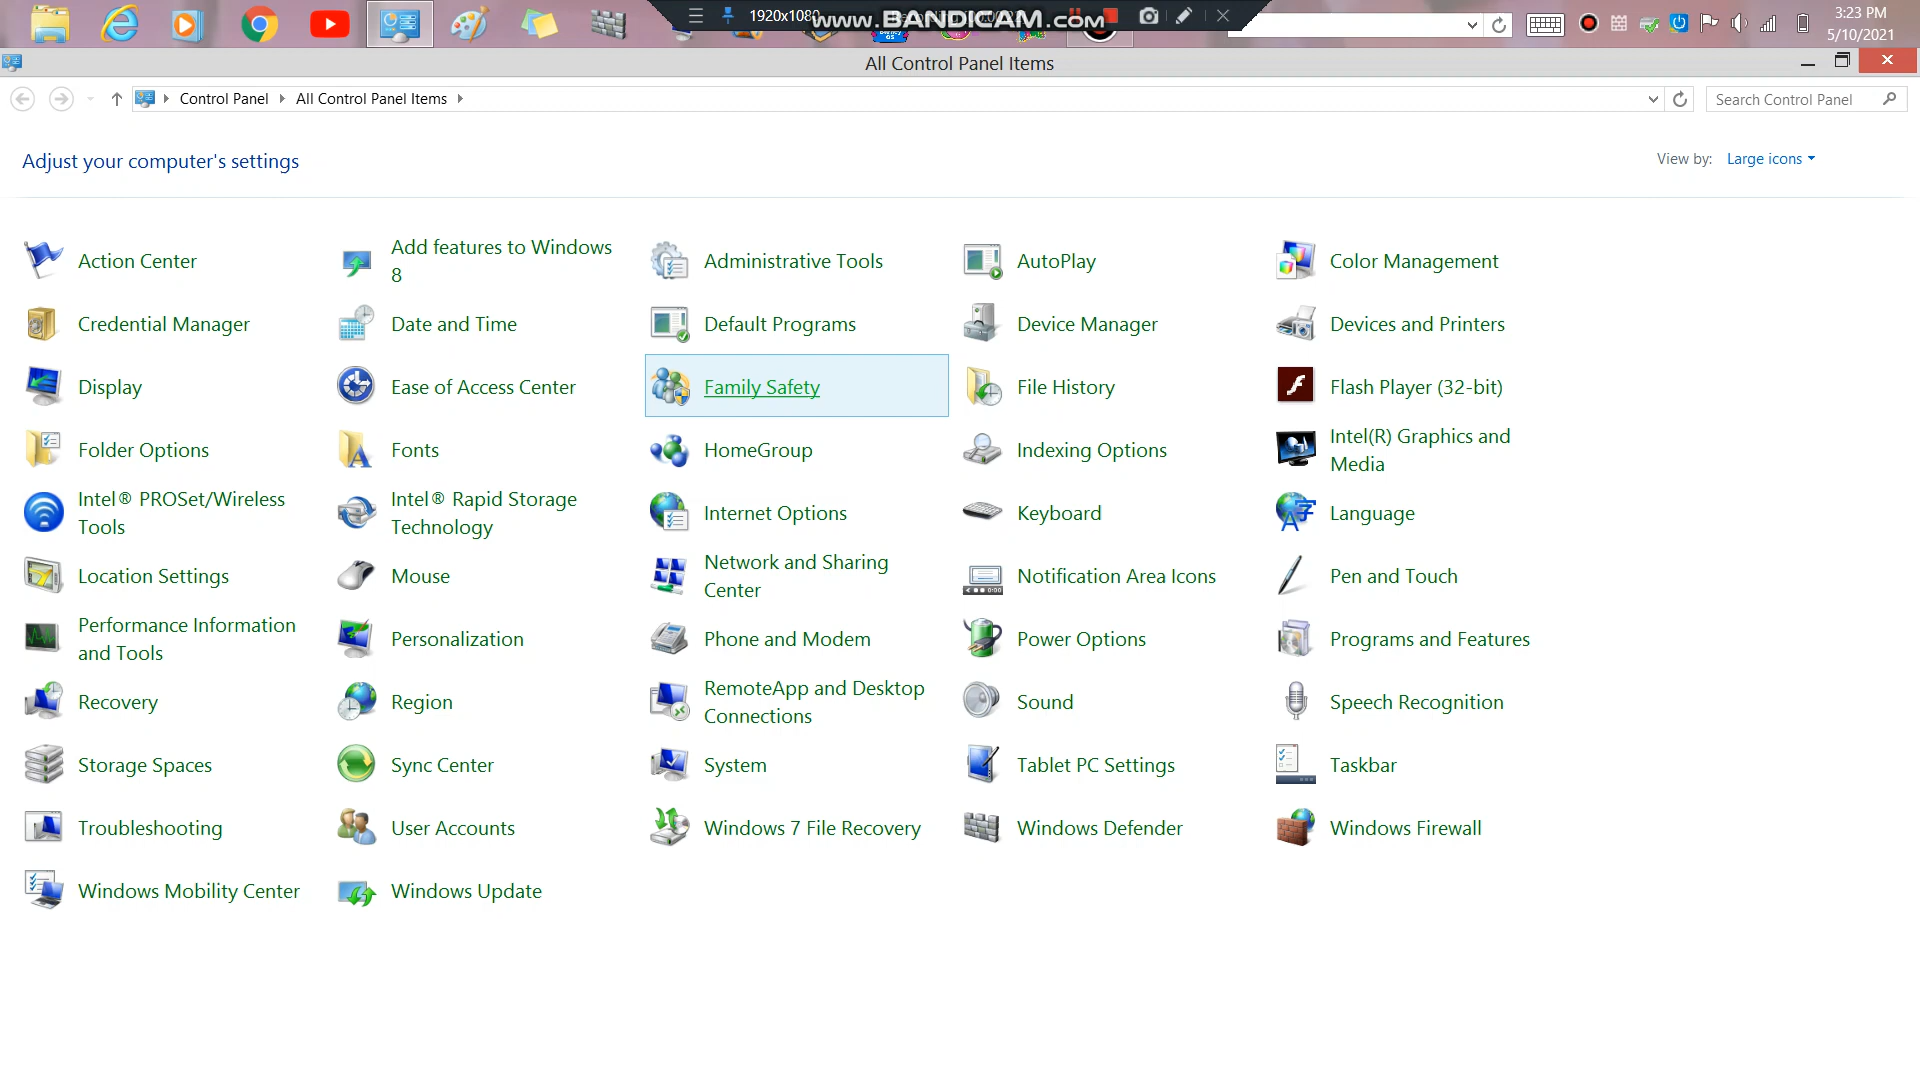 1920x1080
www.BANDICAM.com
3:23 PM
5/10/2021
All Control Panel Items
Control Panel
All Control Panel Items
Search Control Panel
Adjust your computer's settings
View by:
Large icons
Action Center
Add features to Windows
8
Administrative Tools
AutoPlay
Color Management
Credential Manager
Date and Time
Default Programs
Device Manager
Devices and Printers
Display
Ease of Access Center
Family Safety
File History
Flash Player (32-bit)
Folder Options
Fonts
HomeGroup
Indexing Options
Intel(R) Graphics and
Media
Intel® PROSet/Wireless
Tools
Intel® Rapid Storage
Technology
Internet Options
Keyboard
Language
Location Settings
Mouse
Network and Sharing
Center
Notification Area Icons
Pen and Touch
Performance Information
and Tools
Personalization
Phone and Modem
Power Options
Programs and Features
Recovery
Region
RemoteApp and Desktop
Connections
Sound
Speech Recognition
Storage Spaces
Sync Center
System
Tablet PC Settings
Taskbar
Troubleshooting
User Accounts
Windows 7 File Recovery
Windows Defender
Windows Firewall
Windows Mobility Center
Windows Update